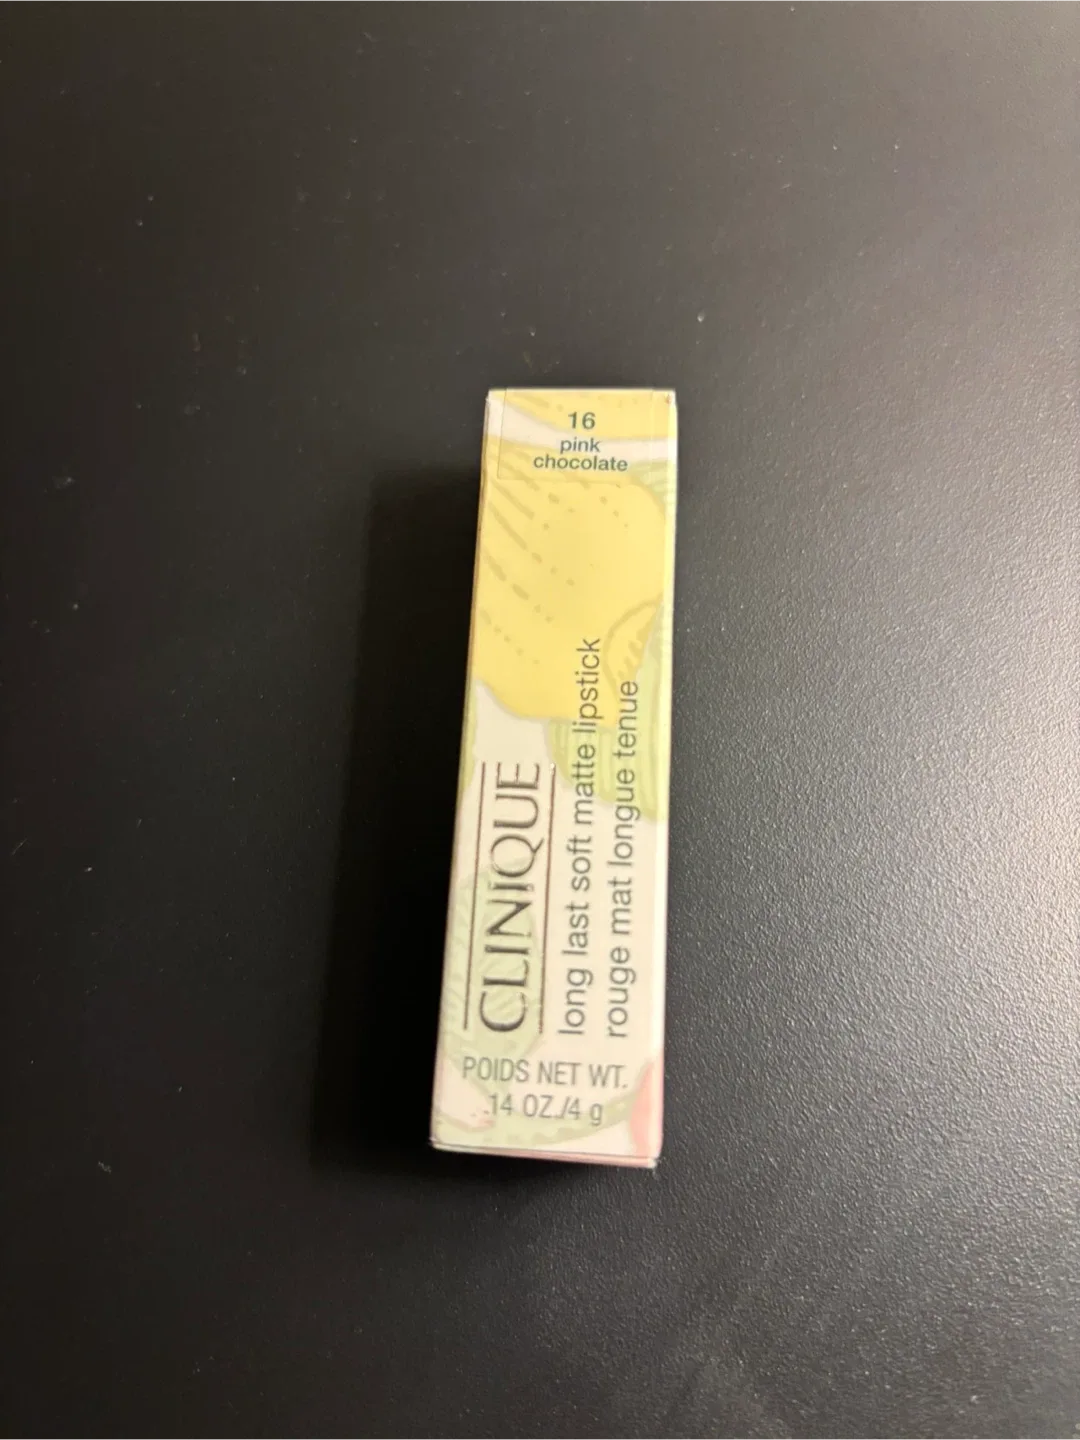 16
pink
chocolate
CLINIQUE
long last soft matte lipstick
rouge mat longue tenue
POIDS NET WT.
.14 OZ./4 g